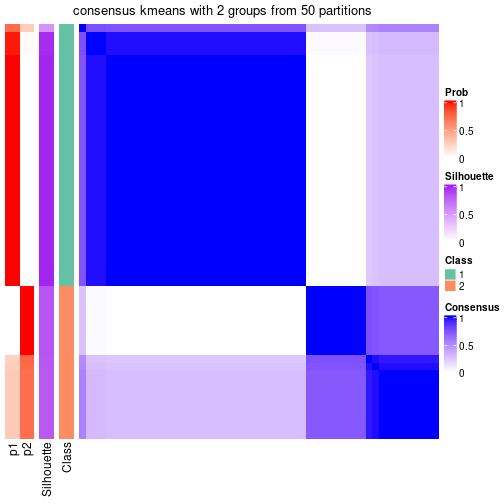 consensus kmeans with 2 groups from 50 partitions
Prob
1
0.5
0
Silhouette
1
0.5
0
Class
1
2
Consensus
1
0.5
0
p1
p2
Silhouette
Class